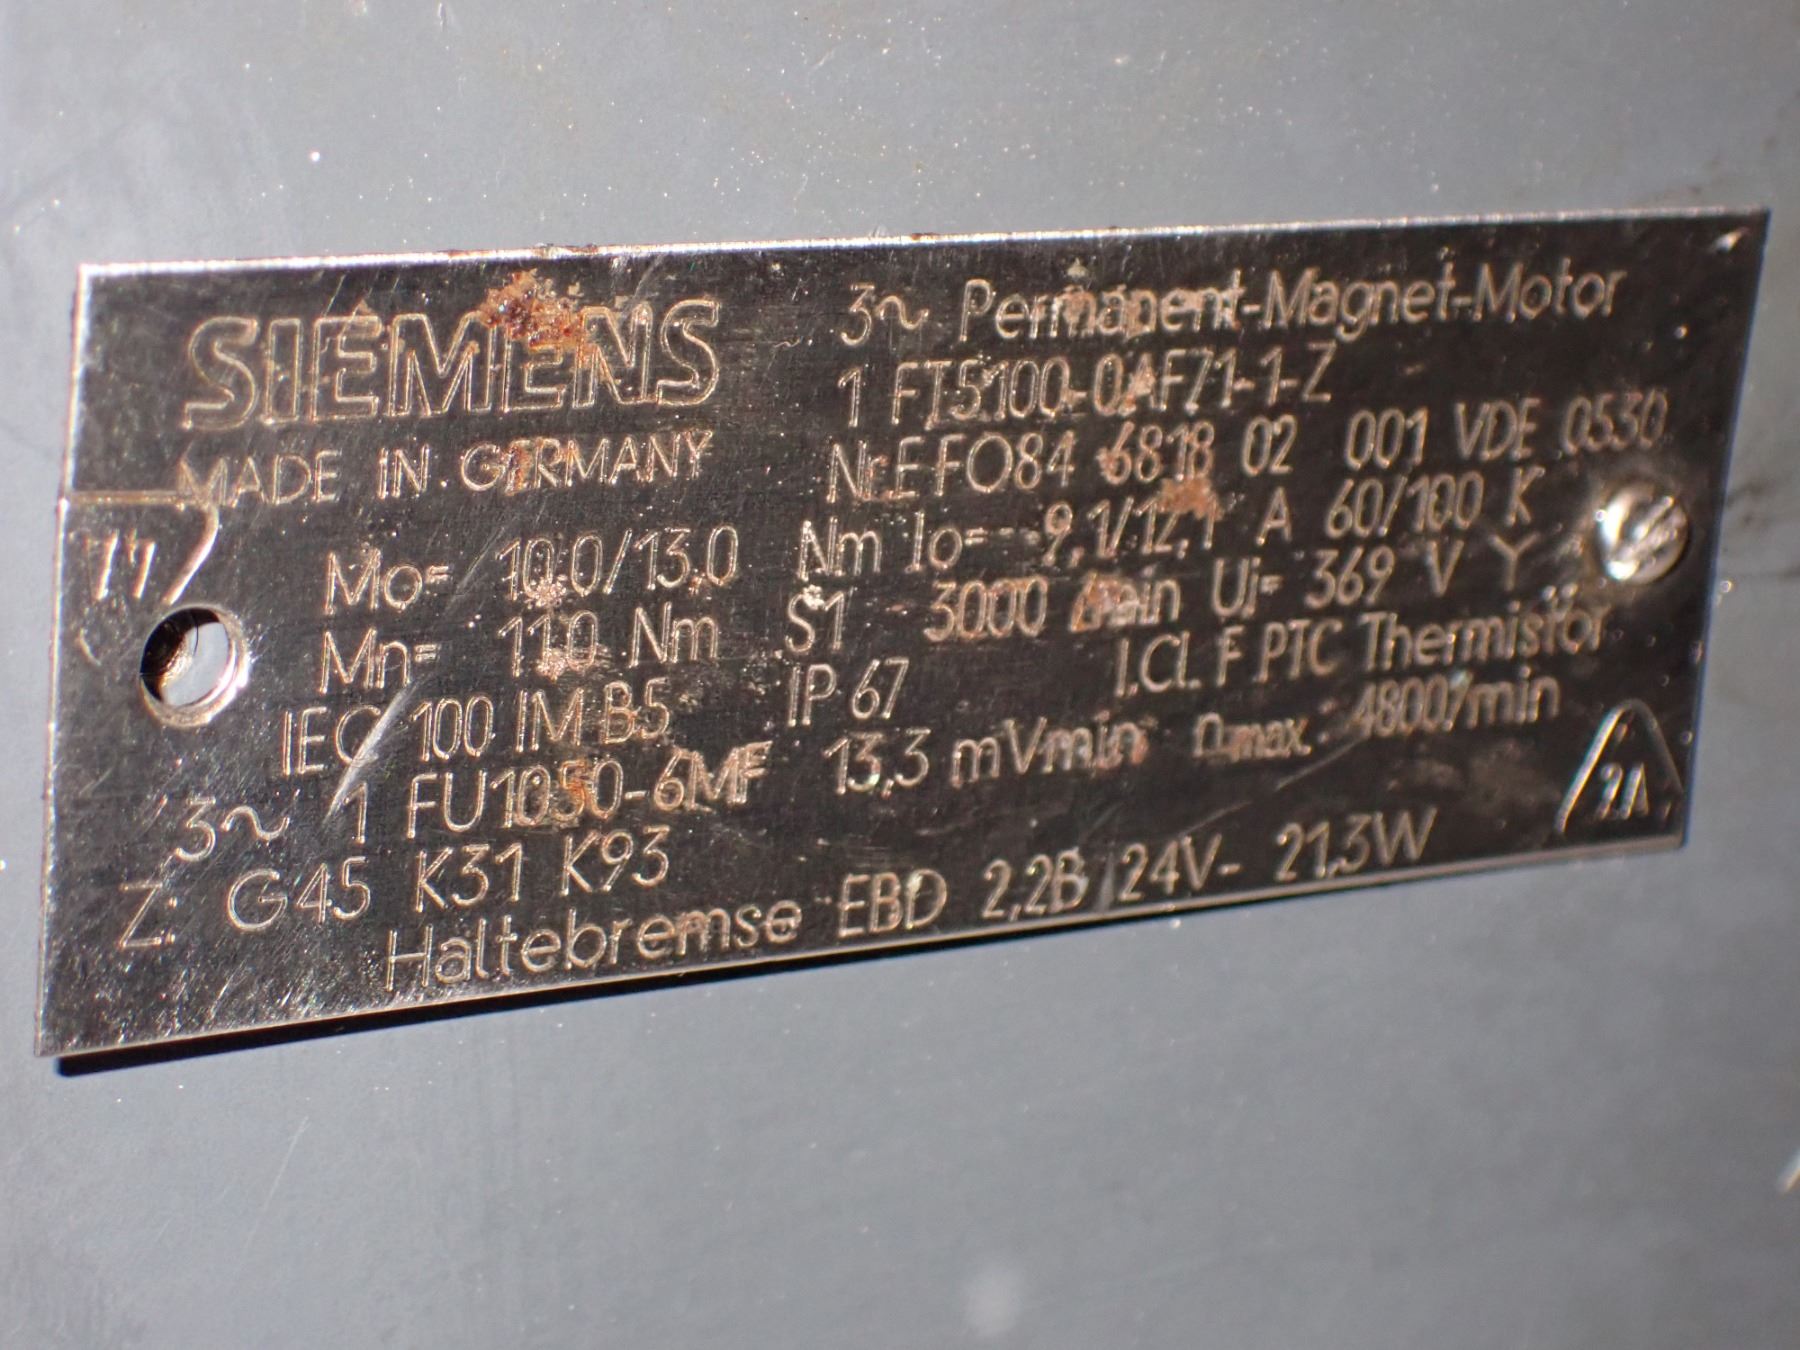 SIEMENS
MADE IN GERMANY
3~ Permanent-Magnet-Motor
1 FT5100-0AF71-1-Z
Nr.E F084 6818 02 001 VDE 0530
Mo= 10,0/13,0 Nm Io= 9,1/12,1 A 60/100 K
Mn= 11,0 Nm S1 3000 /min Ui= 369 V Y
IEC 100 IM B5 IP 67 I.Cl. F PTC Thermistor
3~ 1 FU1050-6MF 13,3 mVmin nmax: 4800/min
Z: G45 K31 K93
Haltebremse EBD 2,2B 24V- 21,3W